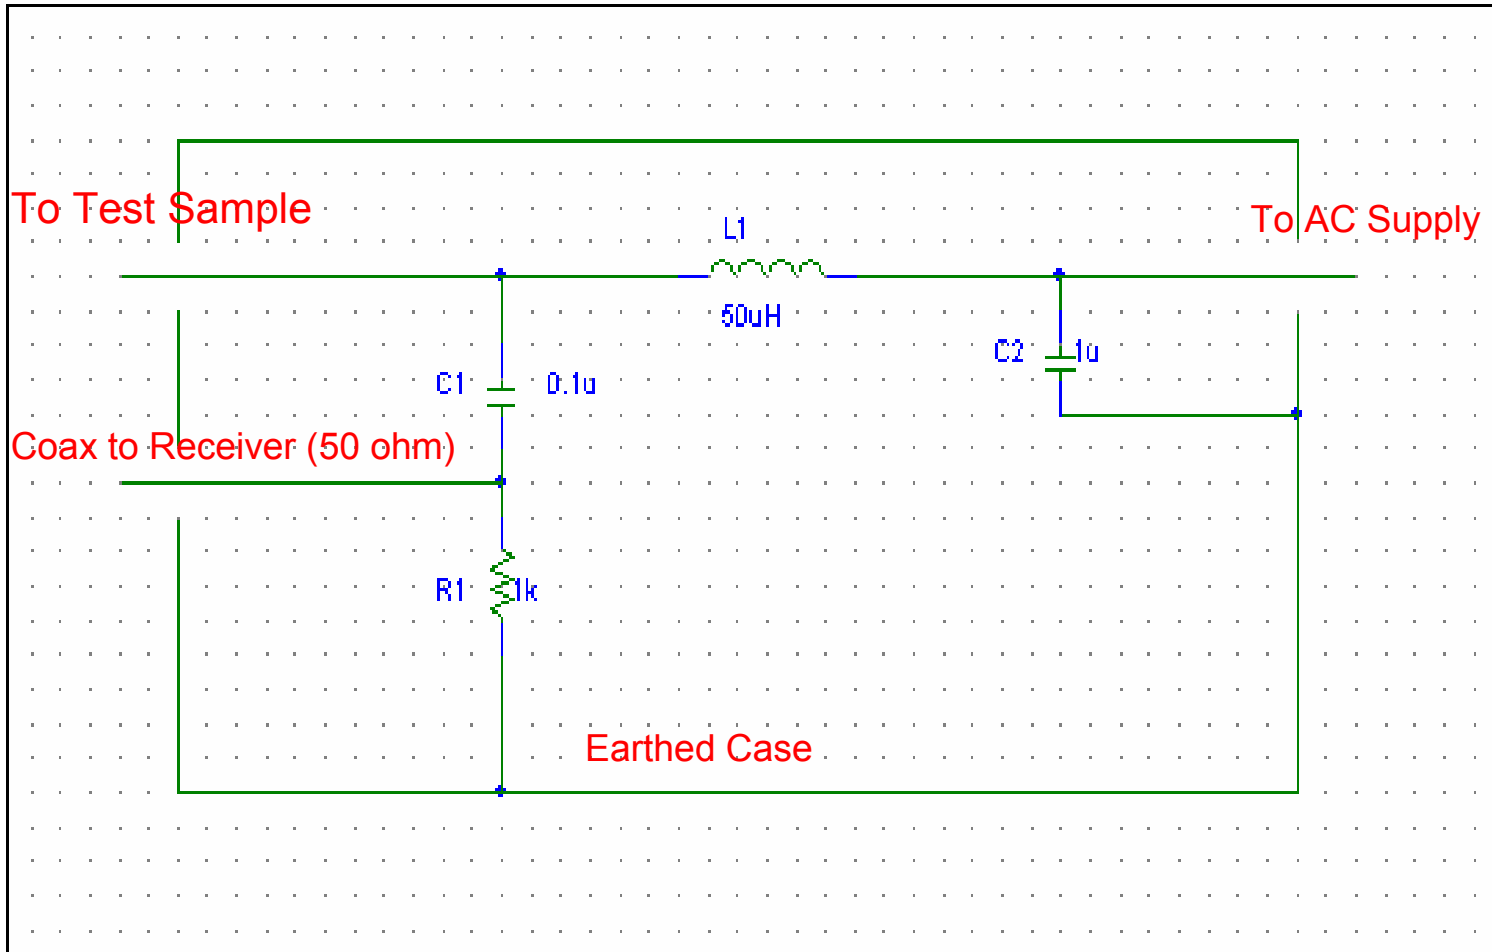 To Test Sample
To AC Supply
L1
50uH
C2 1u
C1 0.1u
Coax to Receiver (50 ohm)
R1 1k
Earthed Case